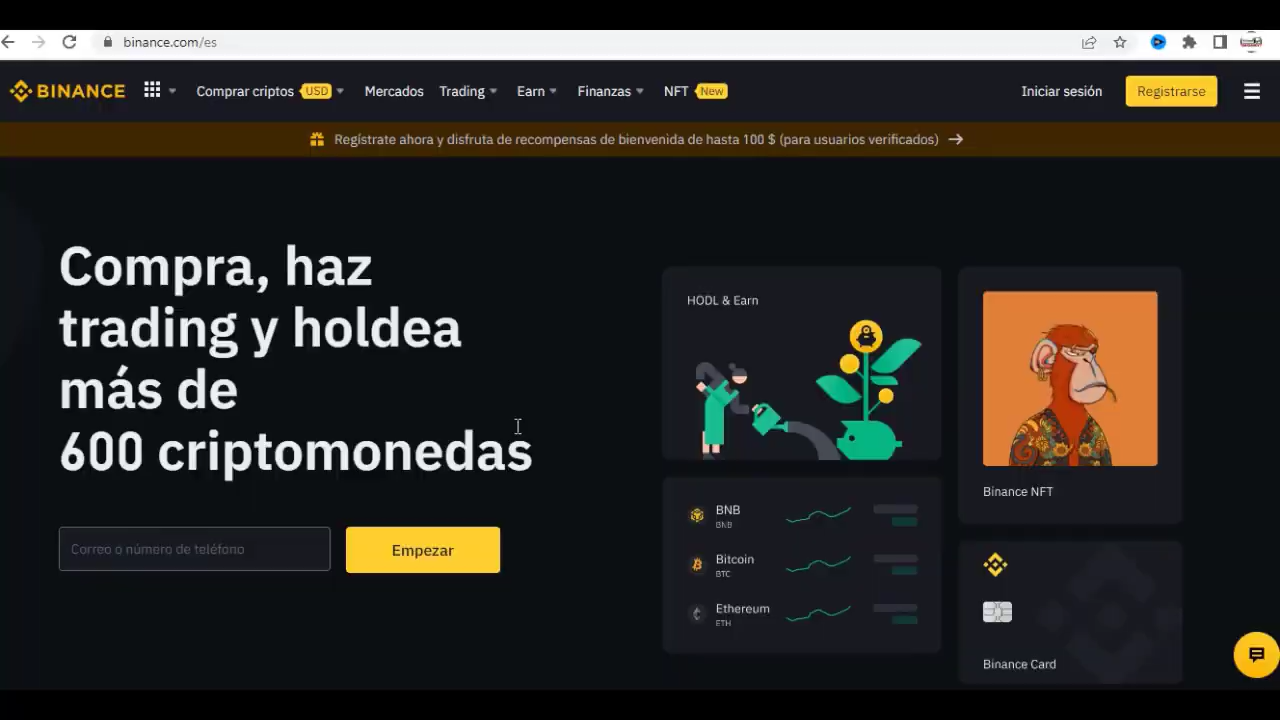 binance.com/es
BINANCE Comprar criptos USD Mercados Trading Earn Finanzas NFT New Iniciar sesión Registrarse
Regístrate ahora y disfruta de recompensas de bienvenida de hasta 100 $ (para usuarios verificados)
Compra, haz
trading y holdea
más de
600 criptomonedas
Correo o número de teléfono
Empezar
HODL & Earn
BNB
BNB
Bitcoin
BTC
Ethereum
ETH
Binance NFT
Binance Card